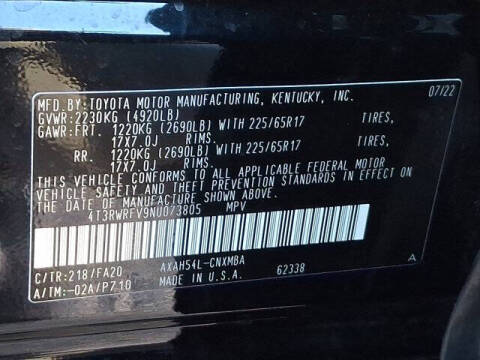 MFD.BY:TOYOTA MOTOR MANUFACTURING, KENTUCKY, INC. 07/22
GVWR:2230KG (4920LB)
GAWR:FRT. 1220KG (2690LB) WITH 225/65R17 TIRES,
17X7.0J RIMS.
RR. 1220KG (2690LB) WITH 225/65R17 TIRES,
17X7.0J RIMS.
THIS VEHICLE CONFORMS TO ALL APPLICABLE FEDERAL MOTOR
VEHICLE SAFETY AND THEFT PREVENTION STANDARDS IN EFFECT ON
THE DATE OF MANUFACTURE SHOWN ABOVE.
4T3RWRFV9NU073805 MPV
C/TR:218/FA20 AXAH54L-CNXMBA A
A/TM:-02A/P710 MADE IN U.S.A. 62338